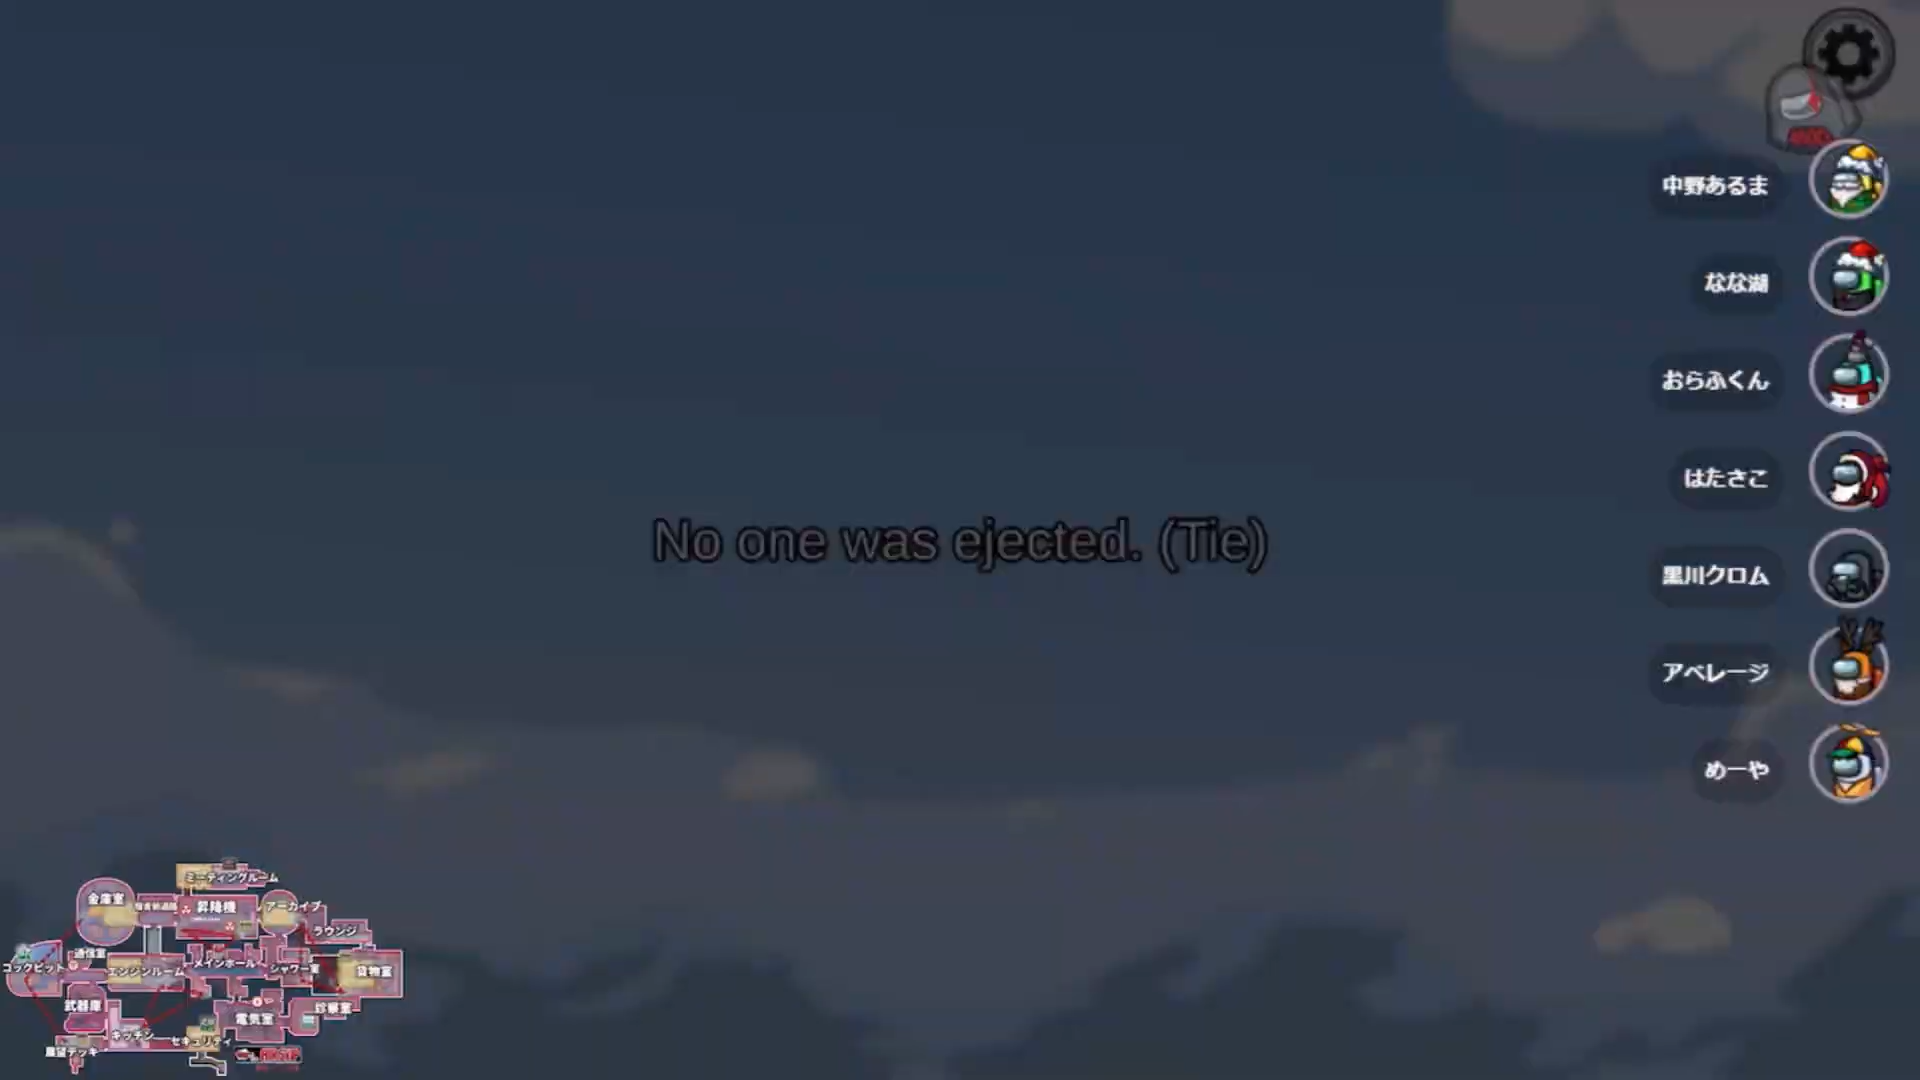 中野あるま
なな湖
おらふくん
はたさこ
No one was ejected. (Tie)
黒川クロム
アベレージ
めーや
ミーティングルーム
金庫室
昇降機
アーカイブ
ラウンジ
コックピット
通信室
エンジンルーム
メインホール
シャワー室
貨物室
武器庫
電気室
診察室
キッチン
セキュリティ
展望デッキ